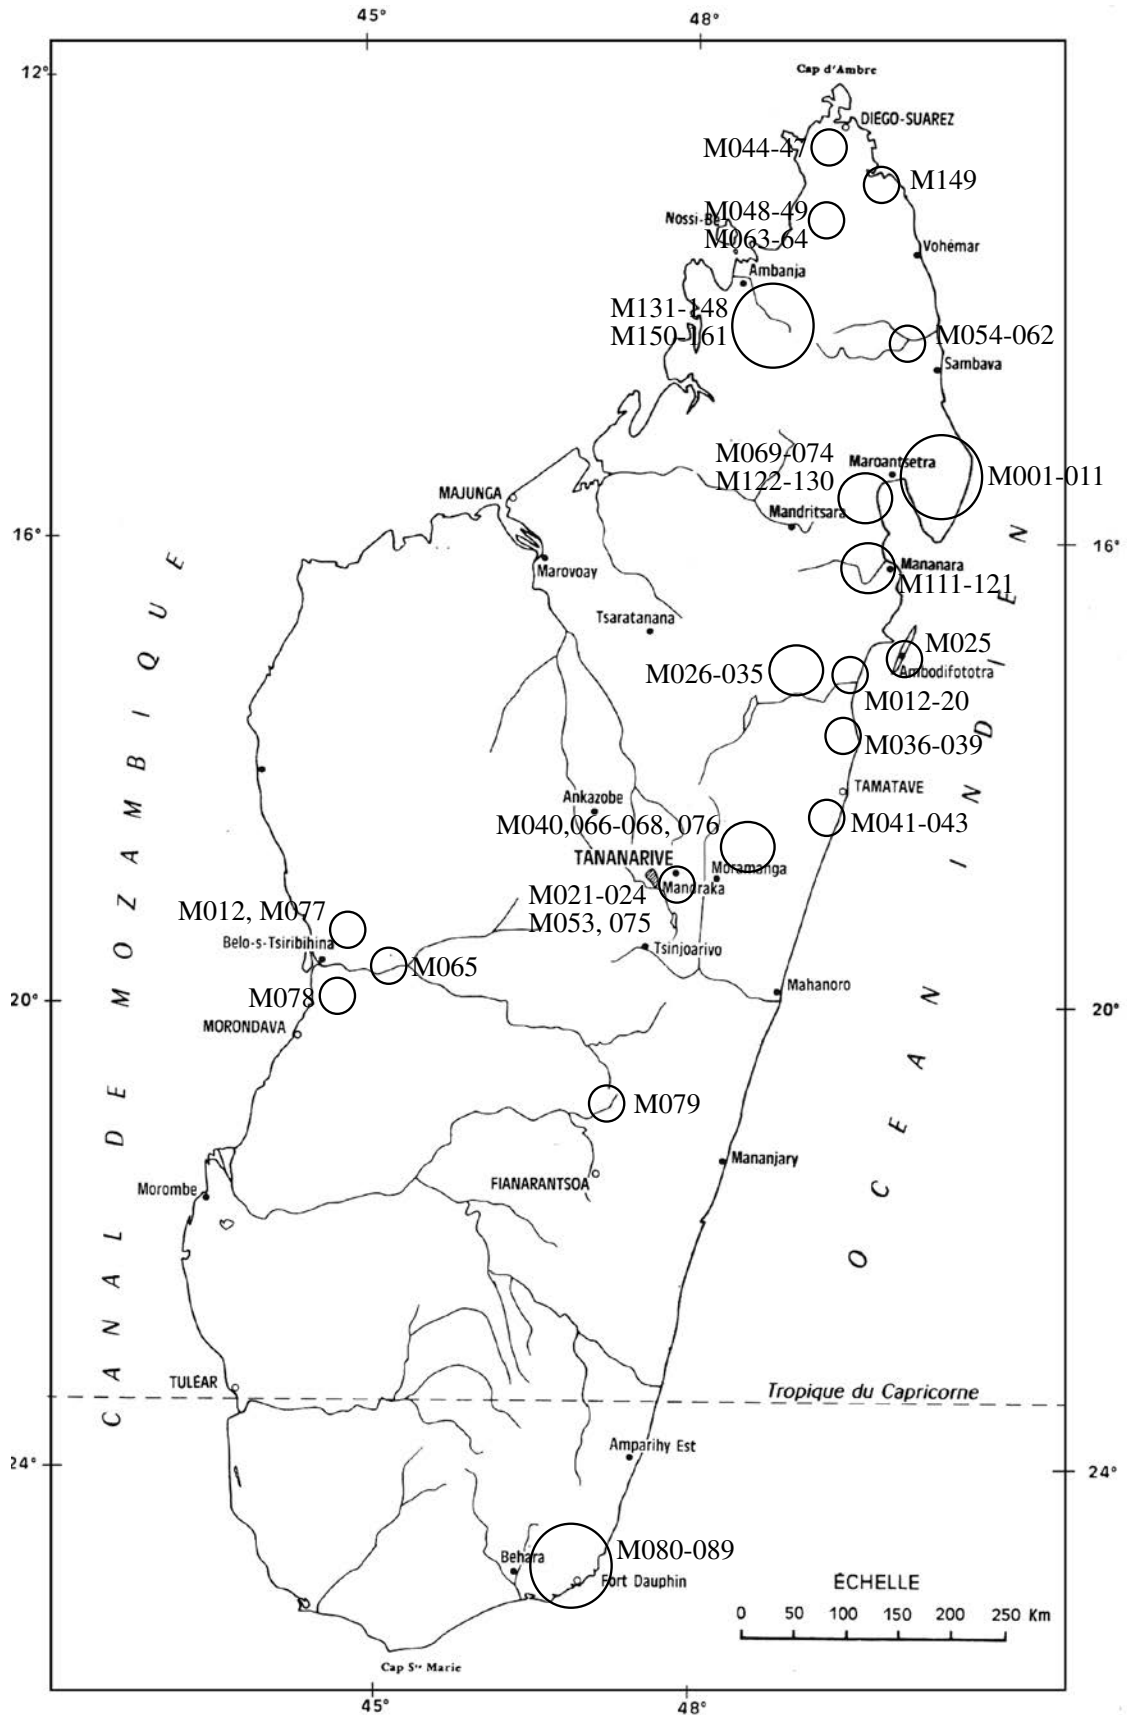 45°
48°
12°
Cap d'Ambre
DIÉGO-SUAREZ
M044-47
M149
M048-49
Nossi-Bé
M063-64
Vohémar
Ambanja
M131-148
M150-161
M054-062
Sambava
M069-074
Maroantsetra
M122-130
M001-011
MAJUNGA
Mandritsara
16°
16°
Marovoay
Mananara
M111-121
Tsaratanana
M025
M026-035
Ambodifototra
M012-20
M036-039
TAMATAVE
Ankazobe
M040,066-068, 076
M041-043
TANANARIVE
Moramanga
Mandraka
M021-024
M012, M077
M053, 075
Belo-s-Tsiribihina
Tsinjoarivo
M065
Mahanoro
M078
20°
20°
MORONDAVA
M079
Mananjary
FIANARANTSOA
Morombe
CANAL DE MOZAMBIQUE
OCEAN INDIEN
TULÉAR
Tropique du Capricorne
Amparihy Est
24°
24°
M080-089
Behara
Fort Dauphin
ÉCHELLE
0 50 100 150 200 250 Km
Cap Ste Marie
45°
48°